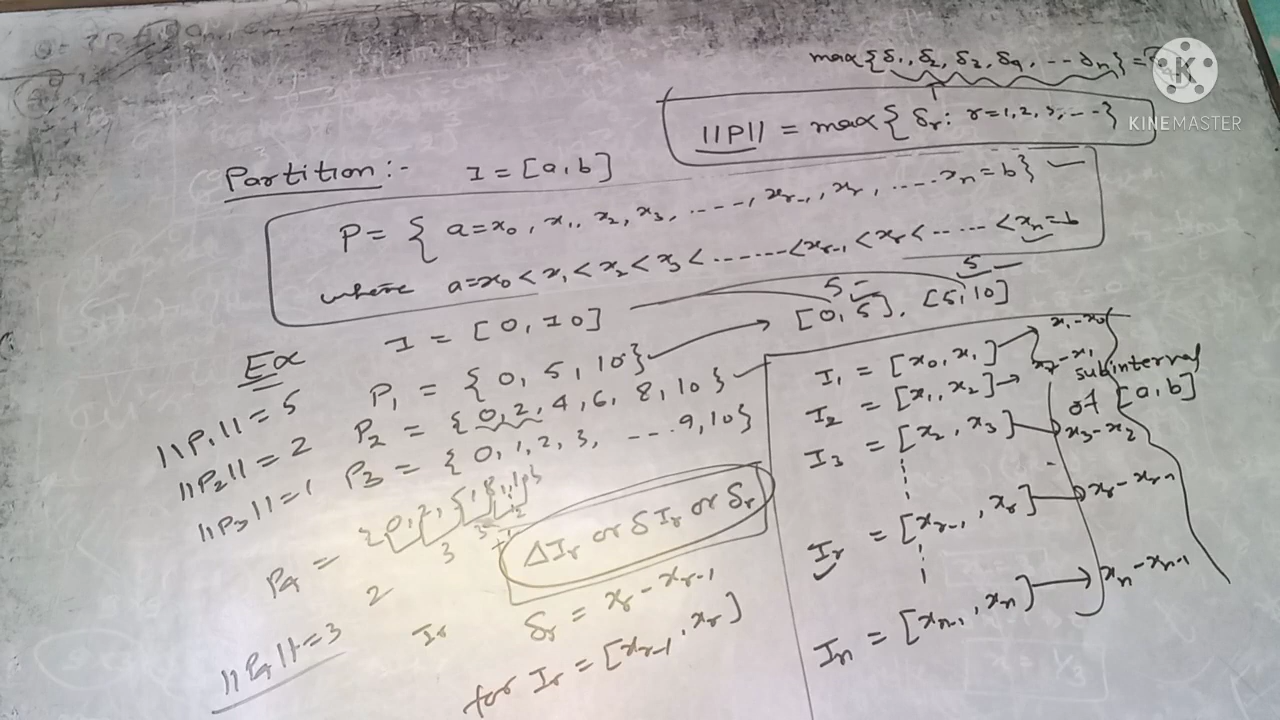 max{δ₁, δ₂, δ₃, δ₄, ... δₙ} =
KINEMASTER
||P|| = max{ δᵣ : r=1,2,3,...}
Partition :- I = [a, b]
P = { a=x₀, x₁, x₂, x₃, ......, xᵣ₋₁, xᵣ, ..... xₙ=b}
where a=x₀ < x₁ < x₂ < x₃ < ....... < xᵣ₋₁ < xᵣ < ..... < xₙ=b
5 5
Ex I = [0, 10] [0, 5], [5, 10]
||P₁|| = 5 P₁ = {0, 5, 10}
||P₂|| = 2 P₂ = {0, 2, 4, 6, 8, 10}
||P₃|| = 1 P₃ = {0, 1, 2, 3, ... 9, 10}
P₄ = {0, 2, 5,
2 3 3
||P₄|| = 3
ΔIᵣ or δIᵣ or δᵣ
Iᵣ δᵣ = xᵣ - xᵣ₋₁
for Iᵣ = [xᵣ₋₁, xᵣ]
I₁ = [x₀, x₁] x₁-x₀
I₂ = [x₁, x₂] x₂-x₁
I₃ = [x₂, x₃] x₃-x₂
Iᵣ = [xᵣ₋₁, xᵣ] xᵣ-xᵣ₋₁
Iₙ = [xₙ₋₁, xₙ] xₙ-xₙ₋₁
subinterval
of [a, b]